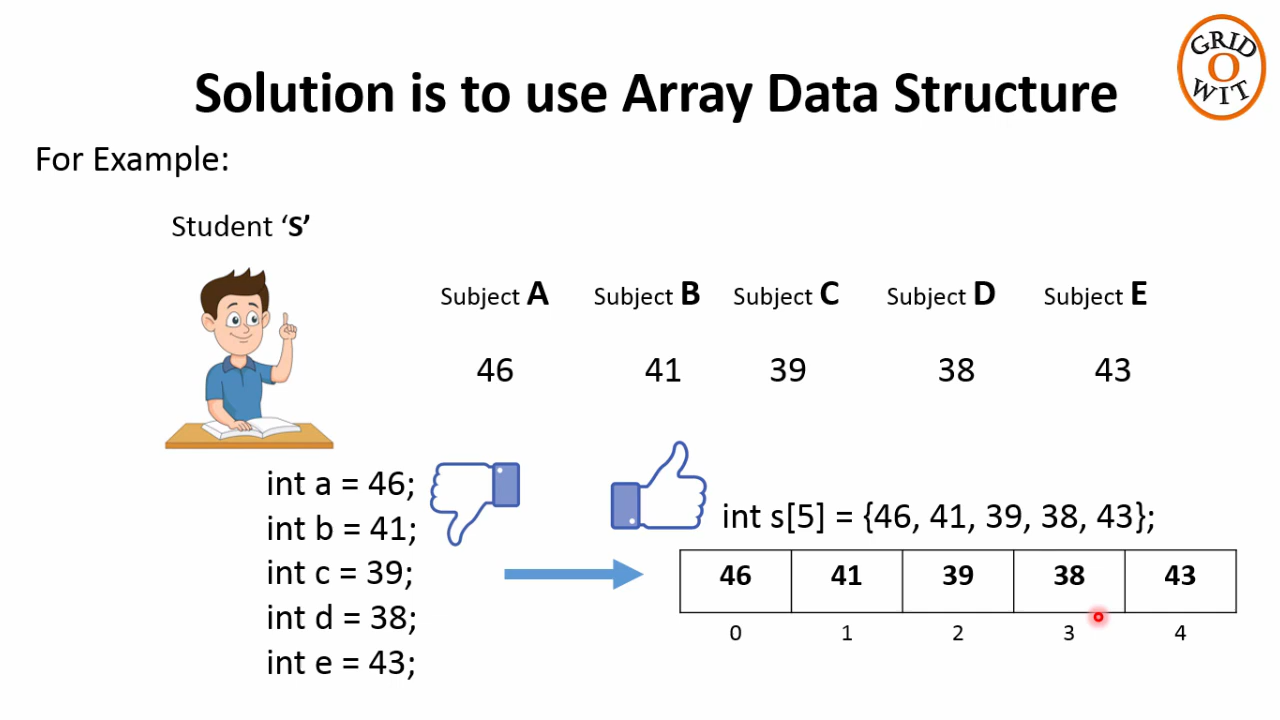 GRID
O
WIT
Solution is to use Array Data Structure
For Example:
Student ‘S’
Subject A Subject B Subject C Subject D Subject E
46 41 39 38 43
int a = 46;
int b = 41;
int c = 39;
int d = 38;
int e = 43;
int s[5] = {46, 41, 39, 38, 43};
46 41 39 38 43
0 1 2 3 4